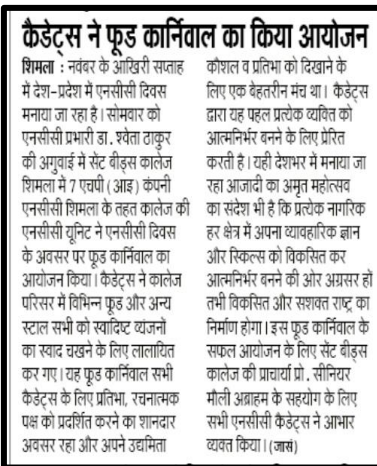 कैडेट्स ने फूड कार्निवाल का किया आयोजन
शिमला : नवंबर के आखिरी सप्ताह
में देश-प्रदेश में एनसीसी दिवस
मनाया जा रहा है। सोमवार को
एनसीसी प्रभारी डा. श्वेता ठाकुर
की अगुवाई में सेंट बीड्स कालेज
शिमला में 7 एचपी (आइ) कंपनी
एनसीसी शिमला के तहत कालेज की
एनसीसी यूनिट ने एनसीसी दिवस
के अवसर पर फूड कार्निवाल का
आयोजन किया। कैडेट्स ने कालेज
परिसर में विभिन्न फूड और अन्य
स्टाल सभी को स्वादिष्ट व्यंजनों
का स्वाद चखने के लिए लालायित
कर गए। यह फूड कार्निवाल सभी
कैडेट्स के लिए प्रतिभा, रचनात्मक
पक्ष को प्रदर्शित करने का शानदार
अवसर रहा और अपने उद्यमिता
कौशल व प्रतिभा को दिखाने के
लिए एक बेहतरीन मंच था। कैडेट्स
द्वारा यह पहल प्रत्येक व्यक्ति को
आत्मनिर्भर बनने के लिए प्रेरित
करती है। यही देशभर में मनाया जा
रहा आजादी का अमृत महोत्सव
का संदेश भी है कि प्रत्येक नागरिक
हर क्षेत्र में अपना व्यावहारिक ज्ञान
और स्किल्स को विकसित कर
आत्मनिर्भर बनने की ओर अग्रसर हों
तभी विकसित और सशक्त राष्ट्र का
निर्माण होगा। इस फूड कार्निवाल के
सफल आयोजन के लिए सेंट बीड्स
कालेज की प्राचार्या प्रो. सीनियर
मौली अब्राहम के सहयोग के लिए
सभी एनसीसी कैडेट्स ने आभार
व्यक्त किया। (जासं)